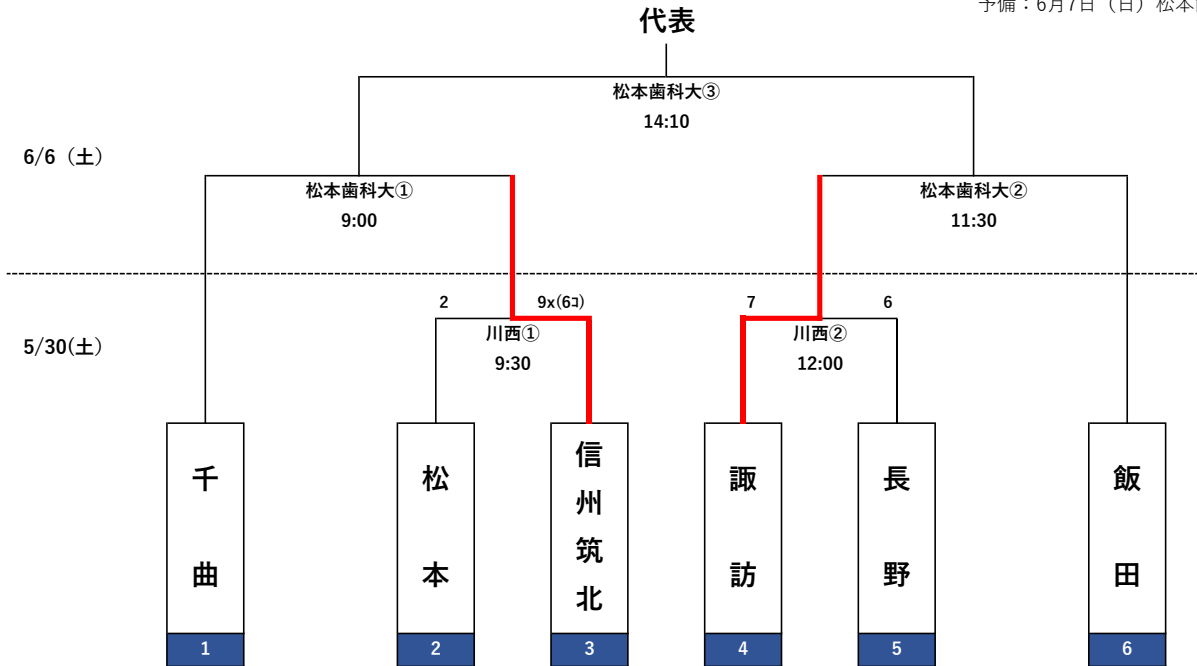 予備：6月7日（日）松本
代表
松本歯科大③
14:10
6/6（土）
松本歯科大①
9:00
松本歯科大②
11:30
2
9x(6コ)
7
6
5/30(土)
川西①
9:30
川西②
12:00
千曲
松本
信州筑北
諏訪
長野
飯田
1
2
3
4
5
6